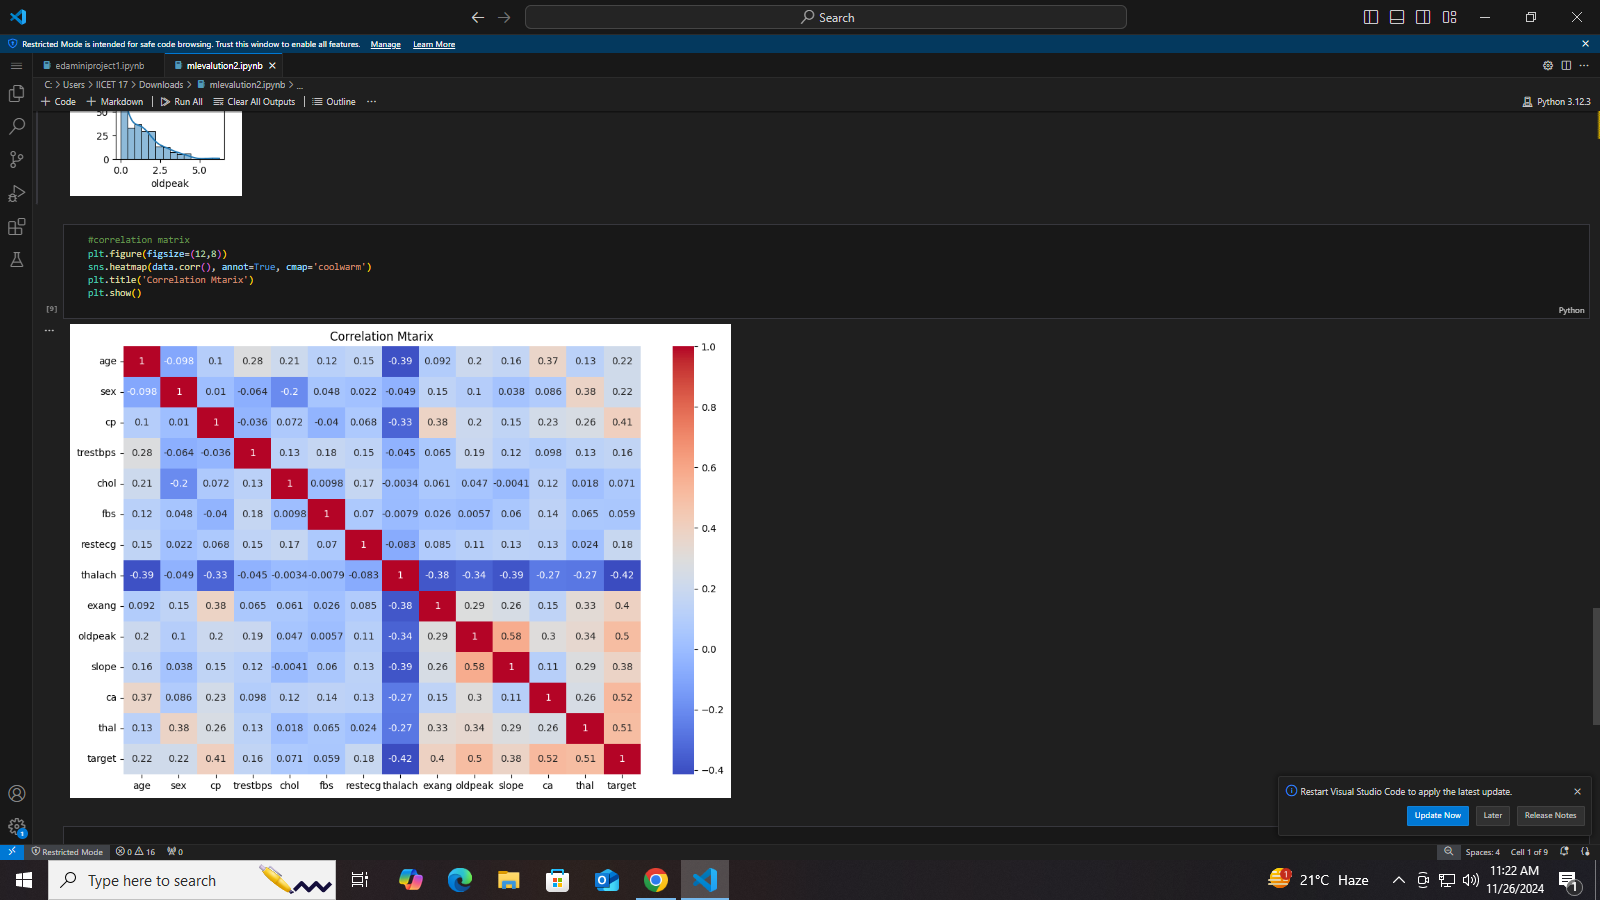 Search
Restricted Mode is intended for safe code browsing. Trust this window to enable all features. Manage Learn More
edaminiproject1.ipynb mlevalution2.ipynb
C: > Users > IICET 17 > Downloads > mlevalution2.ipynb > ...
+ Code + Markdown Run All Clear All Outputs Outline ... Python 3.12.3
50
25
0
0.0 2.5 5.0
oldpeak
#correlation matrix
plt.figure(figsize=(12,8))
sns.heatmap(data.corr(), annot=True, cmap='coolwarm')
plt.title('Correlation Mtarix')
plt.show()
[9] Python
Correlation Mtarix
age 1 -0.098 0.1 0.28 0.21 0.12 0.15 -0.39 0.092 0.2 0.16 0.37 0.13 0.22
sex -0.098 1 0.01 -0.064 -0.2 0.048 0.022 -0.049 0.15 0.1 0.038 0.086 0.38 0.22
cp 0.1 0.01 1 -0.036 0.072 -0.04 0.068 -0.33 0.38 0.2 0.15 0.23 0.26 0.41
trestbps 0.28 -0.064 -0.036 1 0.13 0.18 0.15 -0.045 0.065 0.19 0.12 0.098 0.13 0.16
chol 0.21 -0.2 0.072 0.13 1 0.0098 0.17 -0.0034 0.061 0.047 -0.0041 0.12 0.018 0.071
fbs 0.12 0.048 -0.04 0.18 0.0098 1 0.07 -0.0079 0.026 0.0057 0.06 0.14 0.065 0.059
restecg 0.15 0.022 0.068 0.15 0.17 0.07 1 -0.083 0.085 0.11 0.13 0.13 0.024 0.18
thalach -0.39 -0.049 -0.33 -0.045 -0.0034 -0.0079 -0.083 1 -0.38 -0.34 -0.39 -0.27 -0.27 -0.42
exang 0.092 0.15 0.38 0.065 0.061 0.026 0.085 -0.38 1 0.29 0.26 0.15 0.33 0.4
oldpeak 0.2 0.1 0.2 0.19 0.047 0.0057 0.11 -0.34 0.29 1 0.58 0.3 0.34 0.5
slope 0.16 0.038 0.15 0.12 -0.0041 0.06 0.13 -0.39 0.26 0.58 1 0.11 0.29 0.38
ca 0.37 0.086 0.23 0.098 0.12 0.14 0.13 -0.27 0.15 0.3 0.11 1 0.26 0.52
thal 0.13 0.38 0.26 0.13 0.018 0.065 0.024 -0.27 0.33 0.34 0.29 0.26 1 0.51
target 0.22 0.22 0.41 0.16 0.071 0.059 0.18 -0.42 0.4 0.5 0.38 0.52 0.51 1
age sex cp trestbps chol fbs restecg thalach exang oldpeak slope ca thal target
1.0
0.8
0.6
0.4
0.2
0.0
−0.2
−0.4
Restart Visual Studio Code to apply the latest update.
Update Now Later Release Notes
1
Restricted Mode 0 16 0 Spaces: 4 Cell 1 of 9
Type here to search
1 21°C Haze 11:22 AM
11/26/2024 1